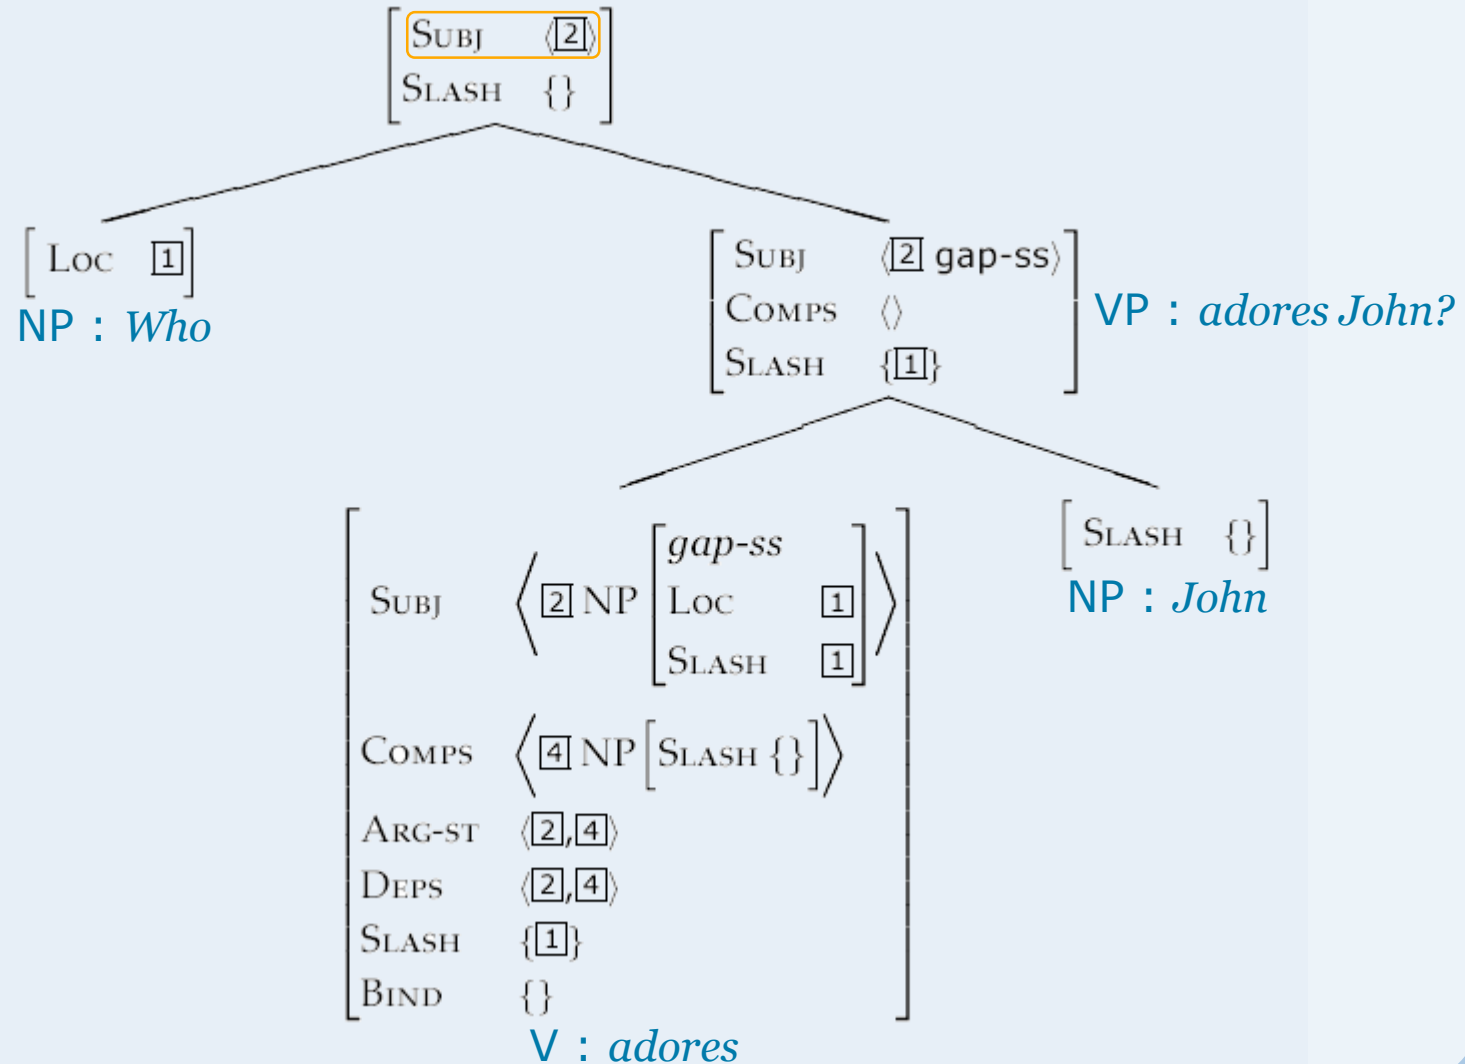 SUBJ ⟨2⟩
SLASH {}
LOC 1
NP : Who
SUBJ ⟨2 gap-ss⟩
COMPS ⟨⟩
SLASH {1}
VP : adores John?
SUBJ ⟨2 NP [gap-ss
LOC 1
SLASH 1]⟩
COMPS ⟨4 NP [SLASH {}]⟩
ARG-ST ⟨2,4⟩
DEPS ⟨2,4⟩
SLASH {1}
BIND {}
V : adores
SLASH {}
NP : John